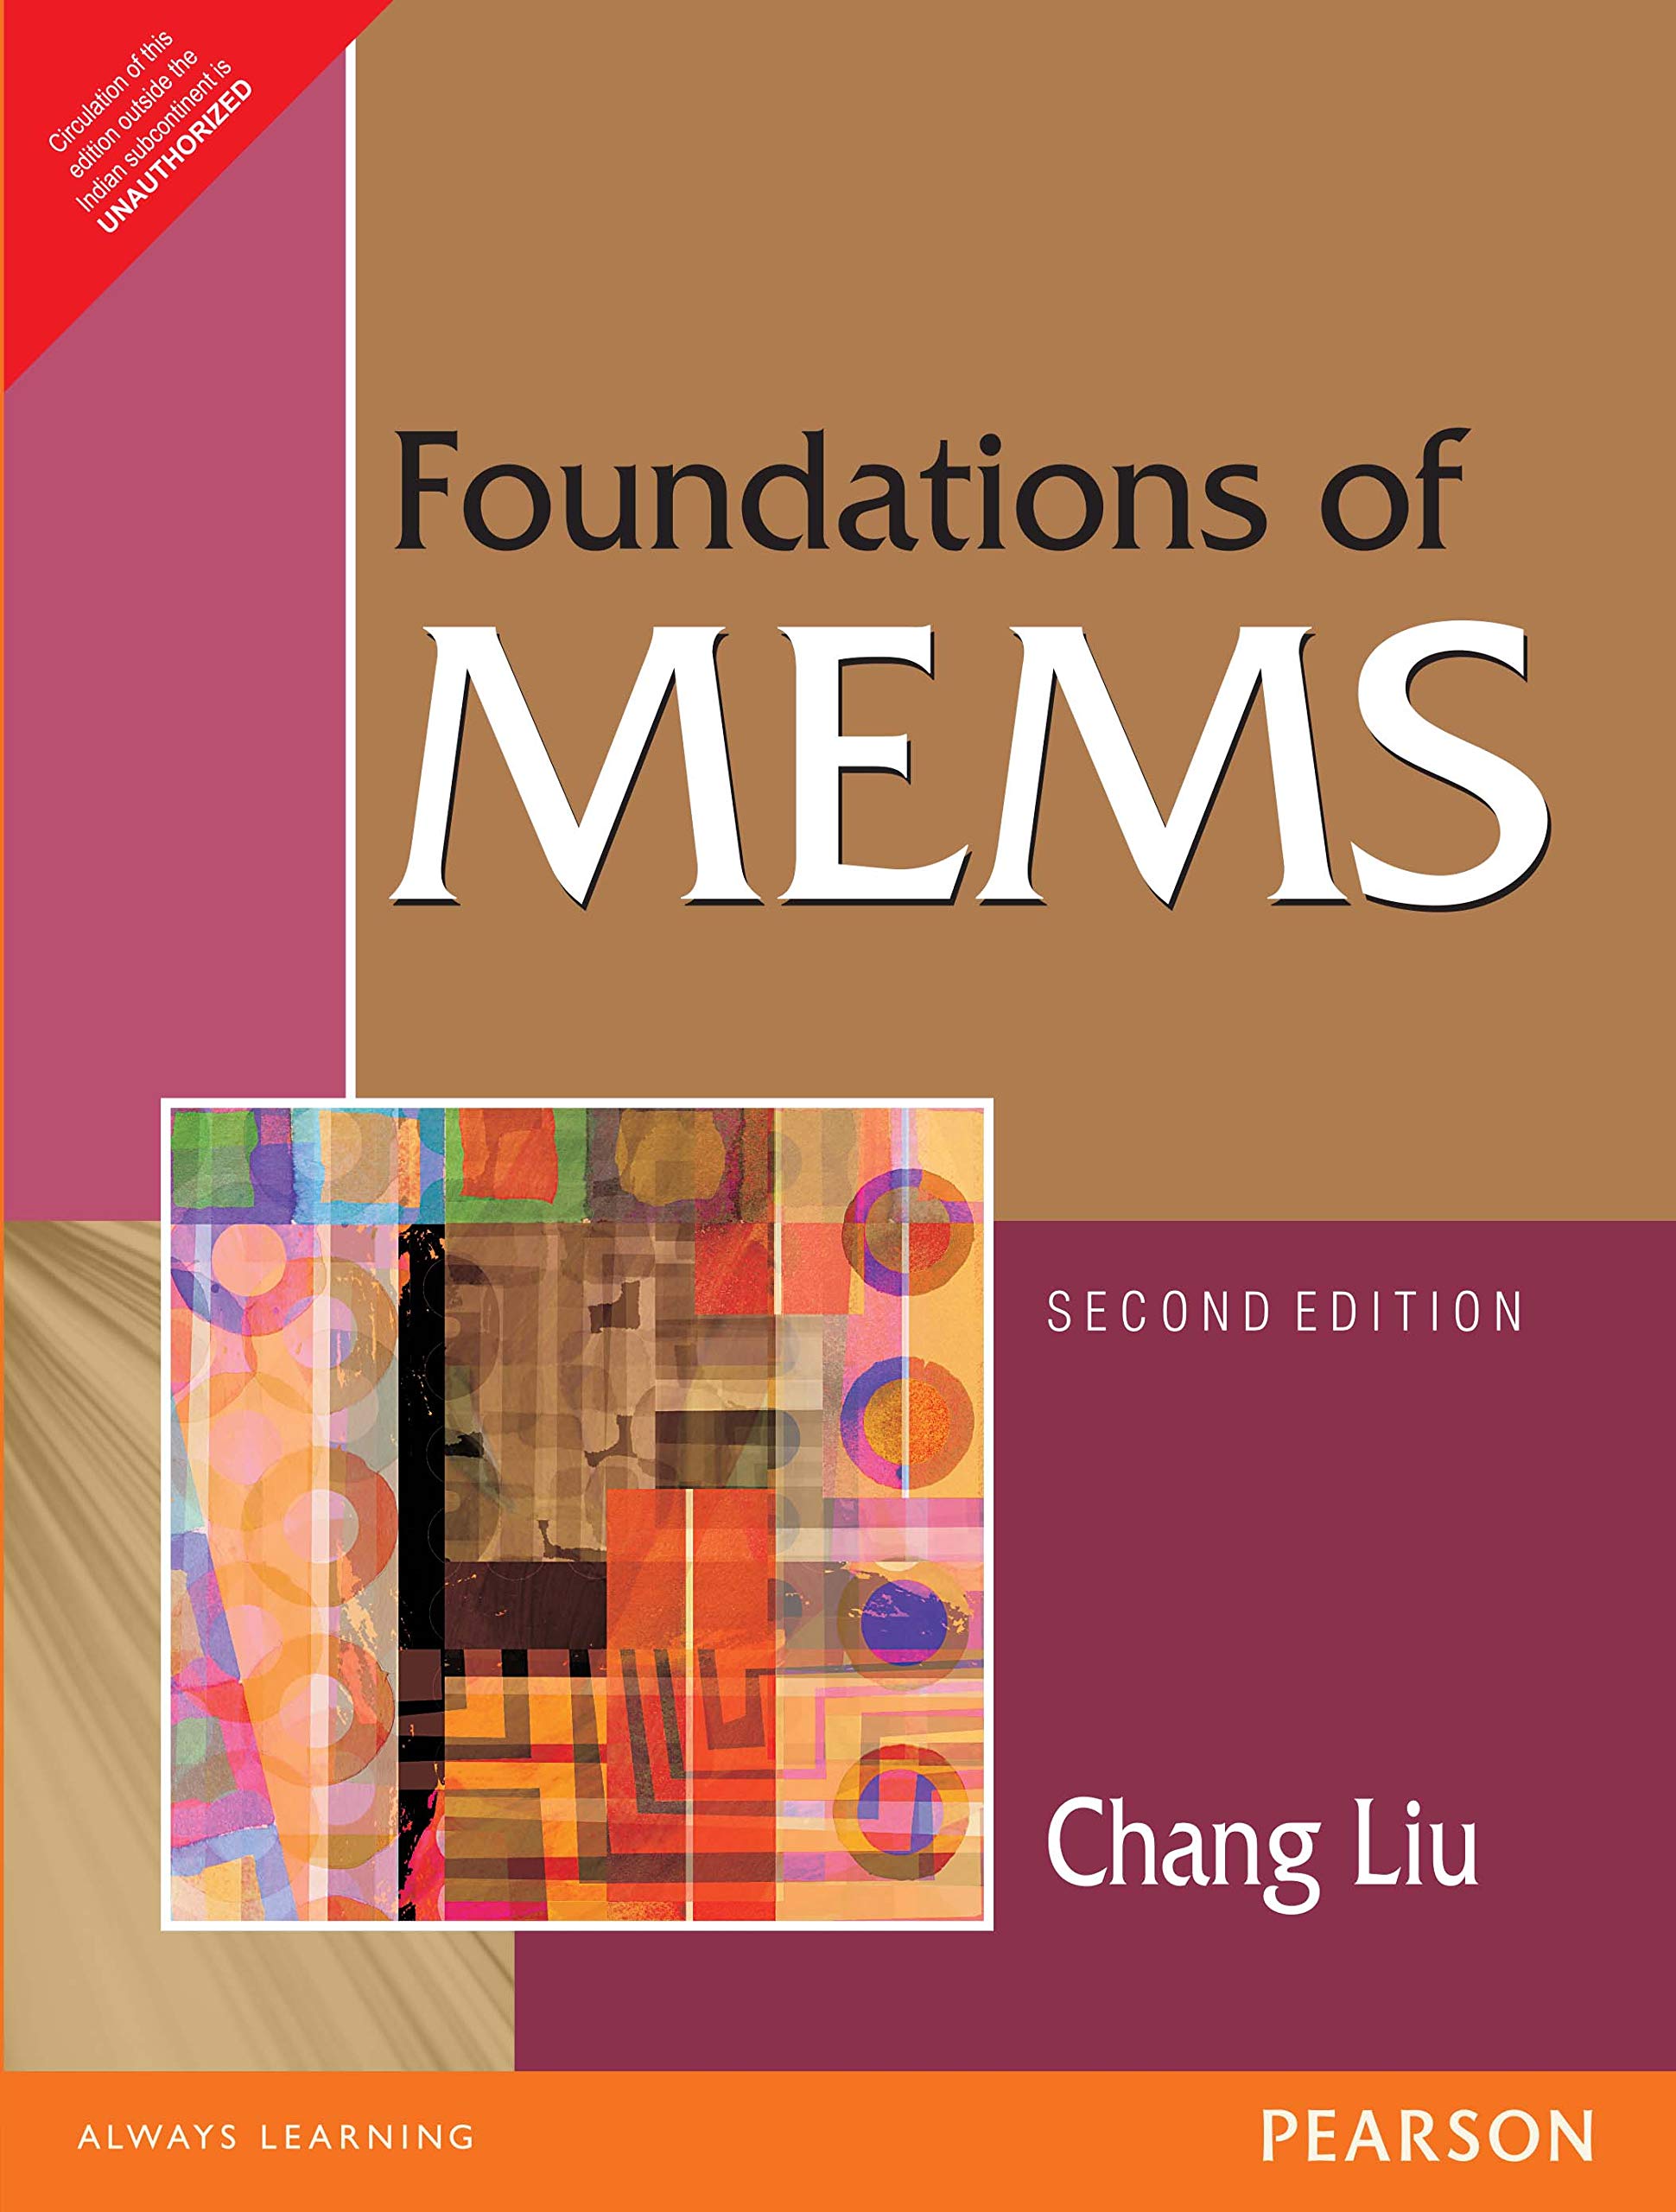 Circulation of this
edition outside the
Indian subcontinent is
UNAUTHORIZED
Foundations of
MEMS
SECOND EDITION
Chang Liu
ALWAYS LEARNING
PEARSON